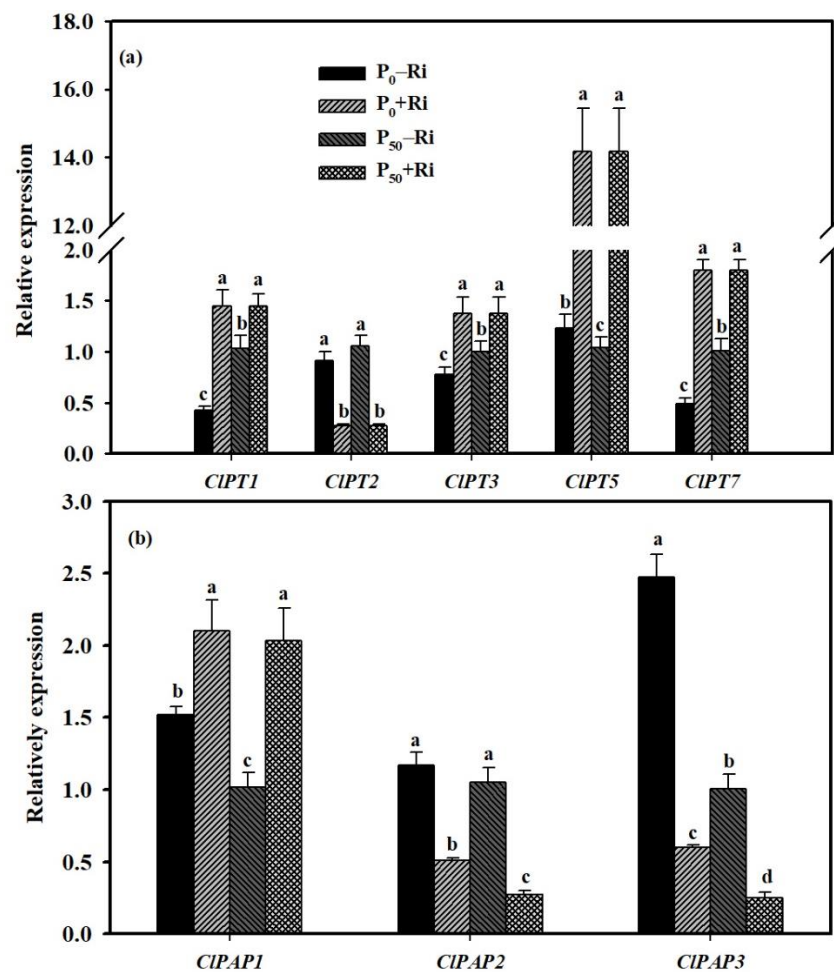 18.0
(a)
P₀–Ri
16.0
P₀+Ri
a a
P₅₀–Ri
14.0
P₅₀+Ri
12.0
Relative expression
2.0
a a
a a a a
1.5
b b
a a b c b
1.0
c
c c
0.5
b b
0.0
ClPT1 ClPT2 ClPT3 ClPT5 ClPT7
3.0
(b)
a
2.5
a a
2.0
Relatively expression
b
1.5
a a
c b
1.0
b c
0.5
c d
0.0
ClPAP1 ClPAP2 ClPAP3